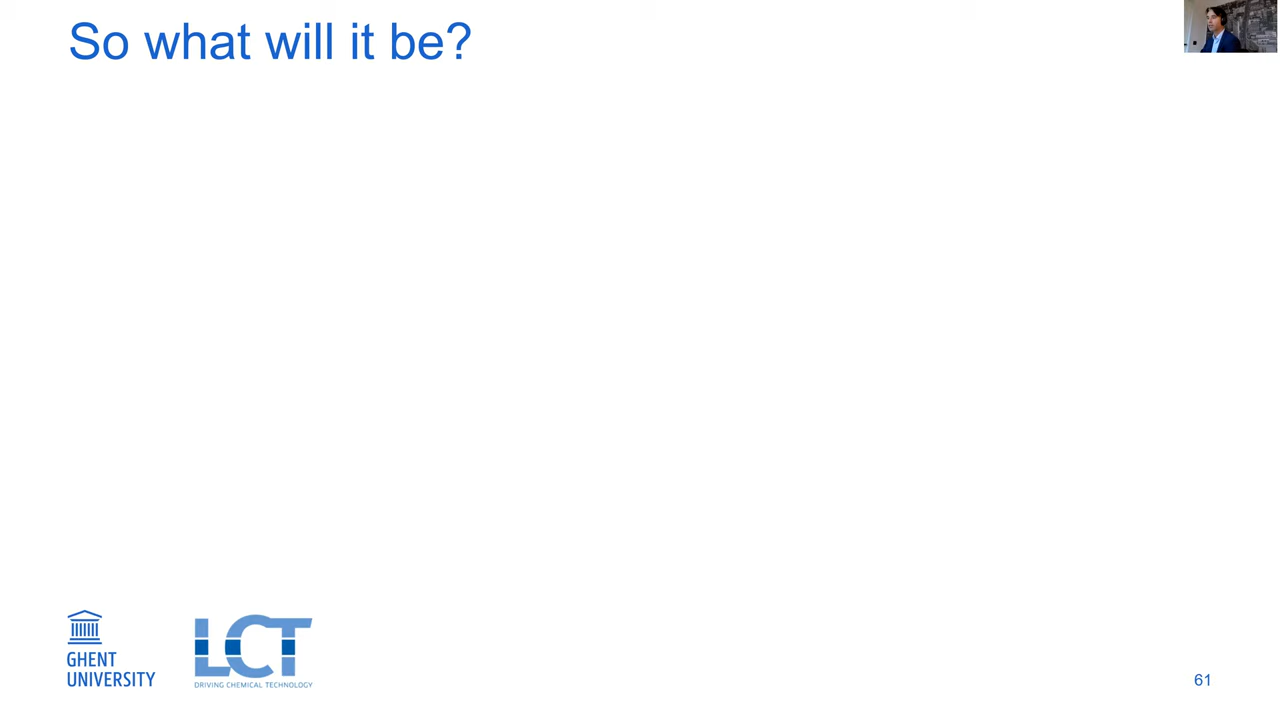 So what will it be?
GHENT
UNIVERSITY
LCT
DRIVING CHEMICAL TECHNOLOGY
61